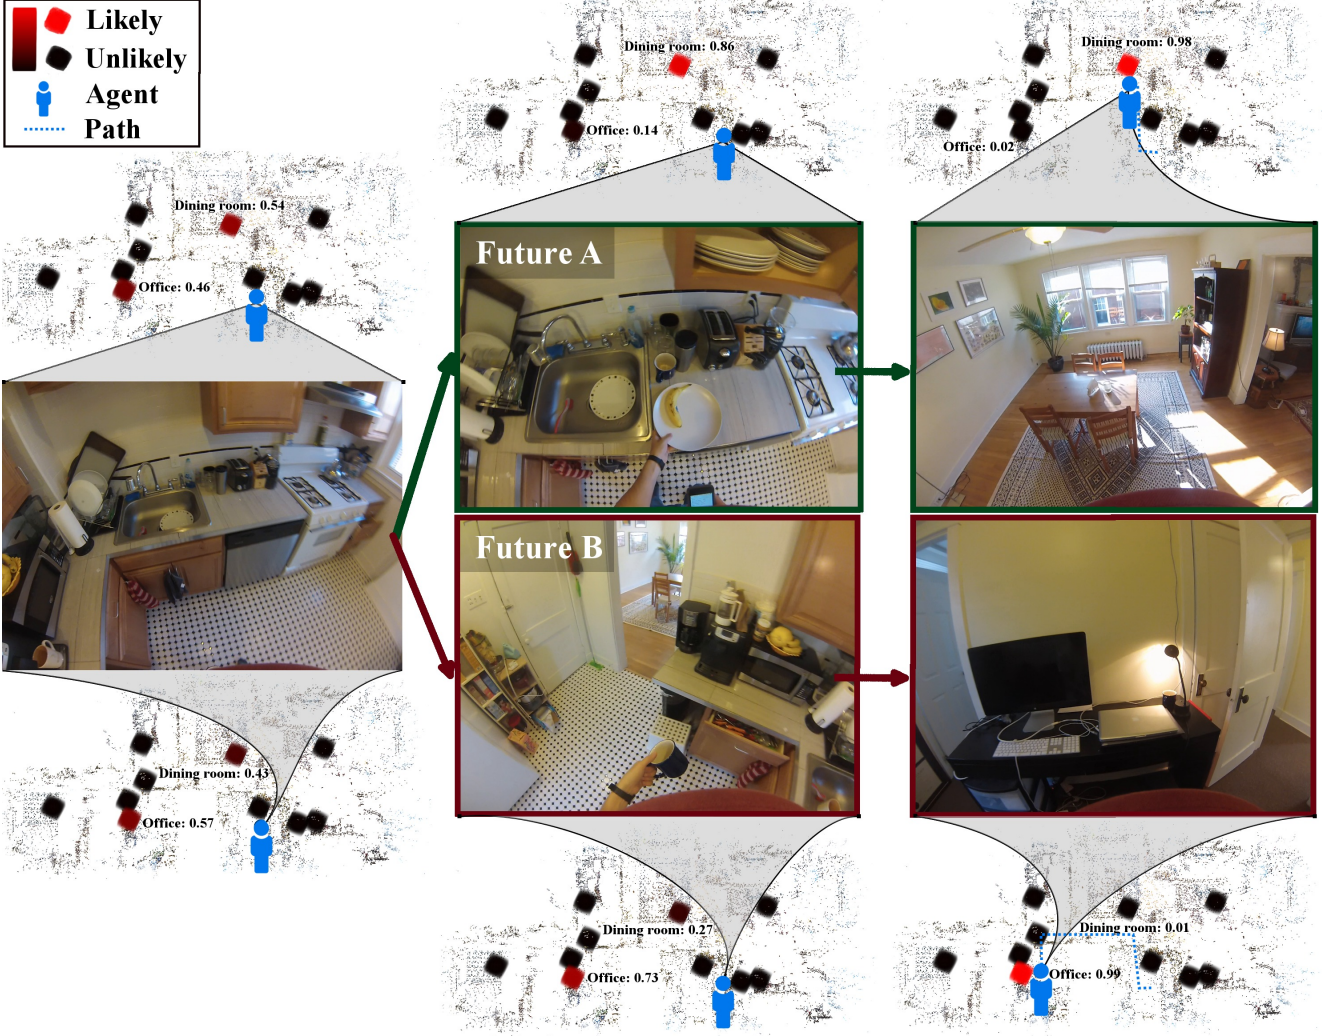 Likely
Unlikely
Agent
Path
Dining room: 0.54
Office: 0.46
Dining room: 0.43
Office: 0.57
Dining room: 0.86
Office: 0.14
Future A
Future B
Dining room: 0.27
Office: 0.73
Dining room: 0.98
Office: 0.02
Dining room: 0.01
Office: 0.99